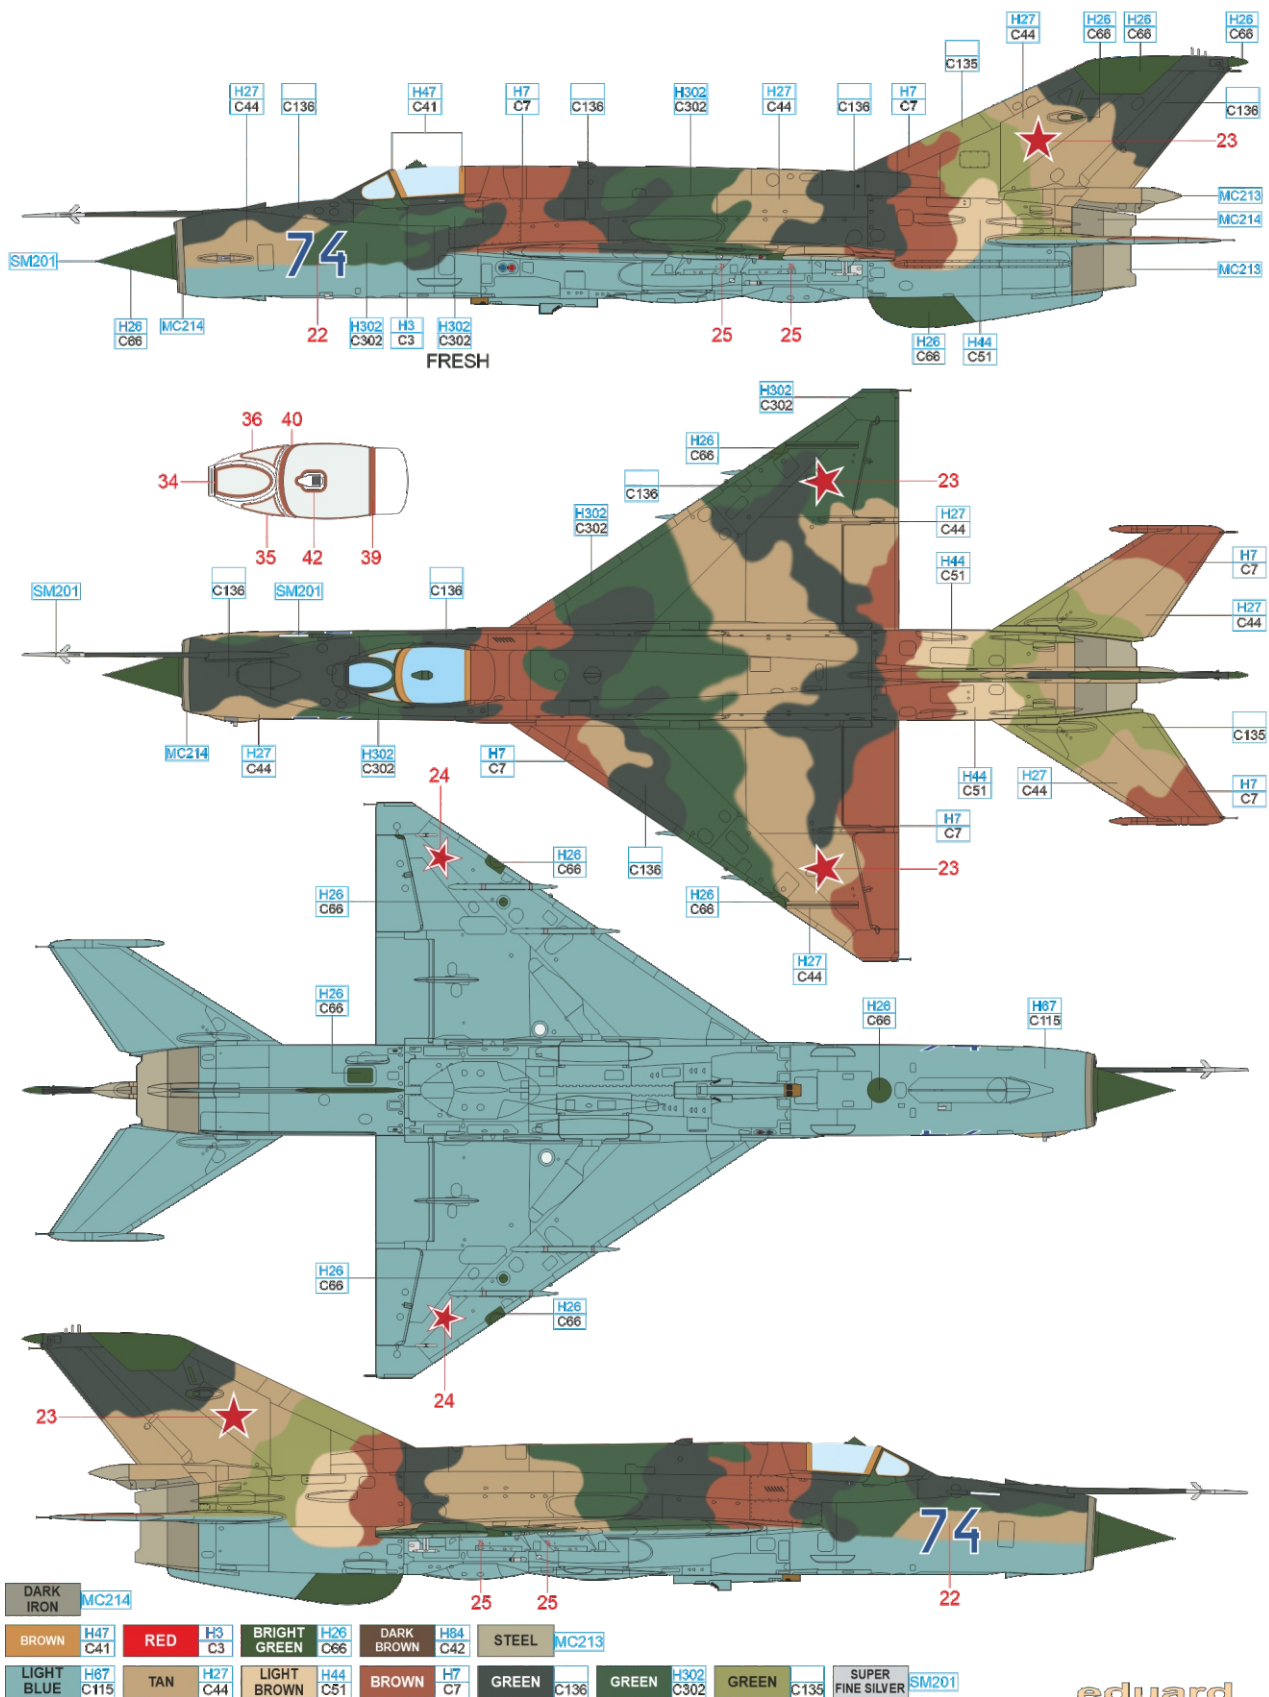 H27
C44
H26
C66
H26
C66
H26
C66
C135
H27
C44
C136
H47
C41
H7
C7
C136
H302
C302
H27
C44
C136
H7
C7
C136
23
74
MC213
MC214
SM201
MC213
H26
C66
MC214
22
H302
C302
H3
C3
H302
C302
25
25
H26
C66
H44
C51
FRESH
H302
C302
36
40
H26
C66
34
C136
23
H302
C302
H27
C44
35
42
39
H44
C51
H7
C7
SM201
C136
SM201
C136
H27
C44
MC214
H27
C44
H302
C302
H7
C7
H44
C51
H27
C44
C135
H7
C7
24
H7
C7
H26
C66
C136
23
H26
C66
H26
C66
H27
C44
H26
C66
H26
C66
H67
C115
H26
C66
H26
C66
24
23
74
25
25
22
DARK
IRON
MC214
BROWN
H47
C41
RED
H3
C3
BRIGHT
GREEN
H26
C66
DARK
BROWN
H84
C42
STEEL
MC213
LIGHT
BLUE
H67
C115
TAN
H27
C44
LIGHT
BROWN
H44
C51
BROWN
H7
C7
GREEN
C136
GREEN
H302
C302
GREEN
C135
SUPER
FINE SILVER
SM201
eduard